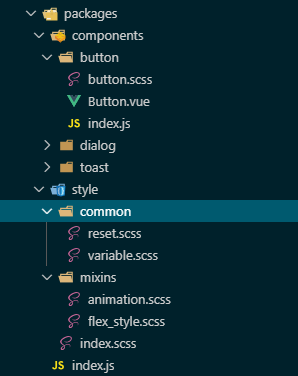 packages
components
button
button.scss
Button.vue
JS index.js
dialog
toast
style
common
reset.scss
variable.scss
mixins
animation.scss
flex_style.scss
index.scss
JS index.js